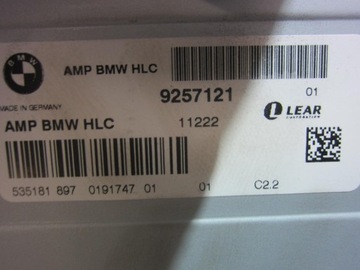 BMW
AMP BMW HLC
9257121 01
MADE IN GERMANY
LEAR
CORPORATION
AMP BMW HLC 11222
535181 897 0191747 01 01 C2.2